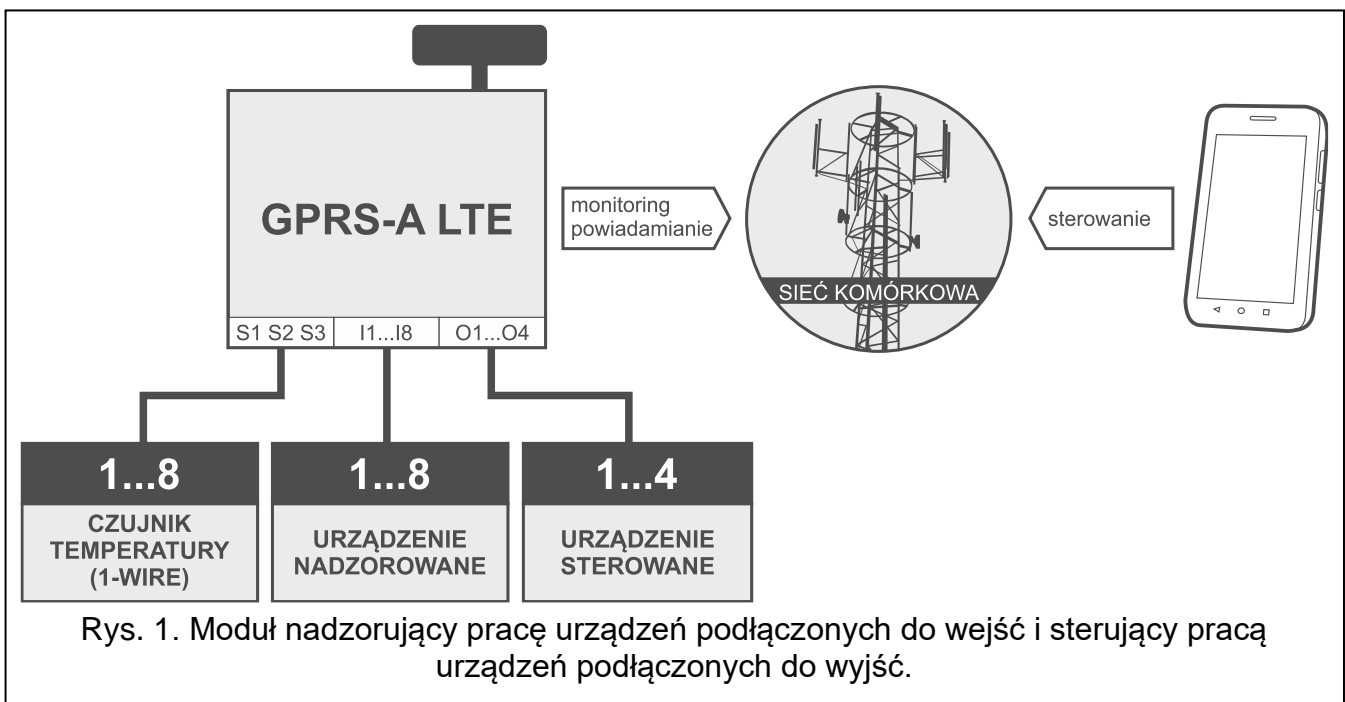 GPRS-A LTE
S1 S2 S3
I1...I8
O1...O4
monitoring
powiadamianie
SIEĆ KOMÓRKOWA
sterowanie
1...8
CZUJNIK
TEMPERATURY
(1-WIRE)
1...8
URZĄDZENIE
NADZOROWANE
1...4
URZĄDZENIE
STEROWANE
Rys. 1. Moduł nadzorujący pracę urządzeń podłączonych do wejść i sterujący pracą
urządzeń podłączonych do wyjść.